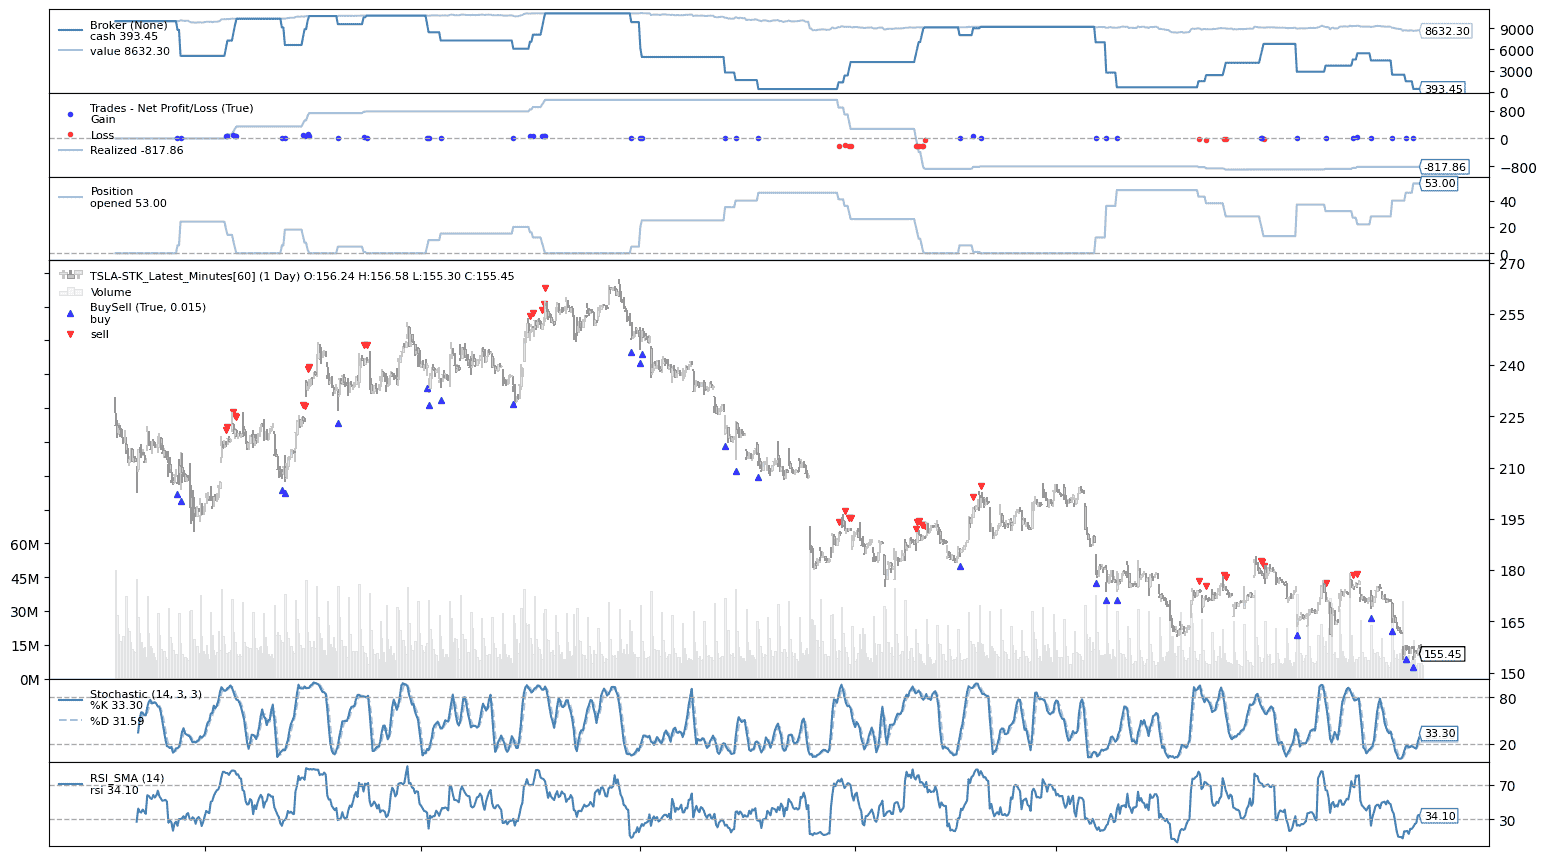 Broker (None)
cash 393.45
value 8632.30
8632.30
393.45
9000
6000
3000
0
Trades - Net Profit/Loss (True)
Gain
Loss
Realized -817.86
-817.86
800
0
−800
Position
opened 53.00
53.00
40
20
0
TSLA-STK_Latest_Minutes[60] (1 Day) O:156.24 H:156.58 L:155.30 C:155.45
Volume
BuySell (True, 0.015)
buy
sell
270
255
240
225
210
195
180
165
150
155.45
60M
45M
30M
15M
0M
Stochastic (14, 3, 3)
%K 33.30
%D 31.59
33.30
80
20
RSI_SMA (14)
rsi 34.10
34.10
70
30